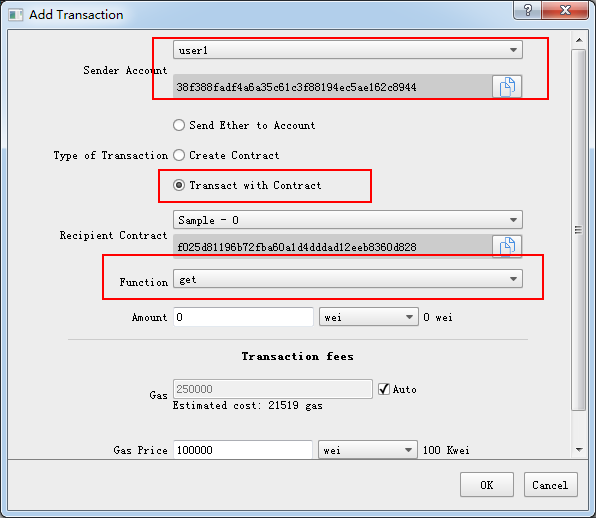 Add Transaction
user1
Sender Account
38f388fadf4a6a35c61c3f88194ec5ae162c8944
Send Ether to Account
Type of Transaction
Create Contract
Transact with Contract
Sample - 0
Recipient Contract
f025d81196b72fba60a1d4dddad12eeb8360d828
Function
get
Amount
0
wei
0 wei
Transaction fees
Gas
250000
Auto
Estimated cost: 21519 gas
Gas Price
100000
wei
100 Kwei
OK
Cancel